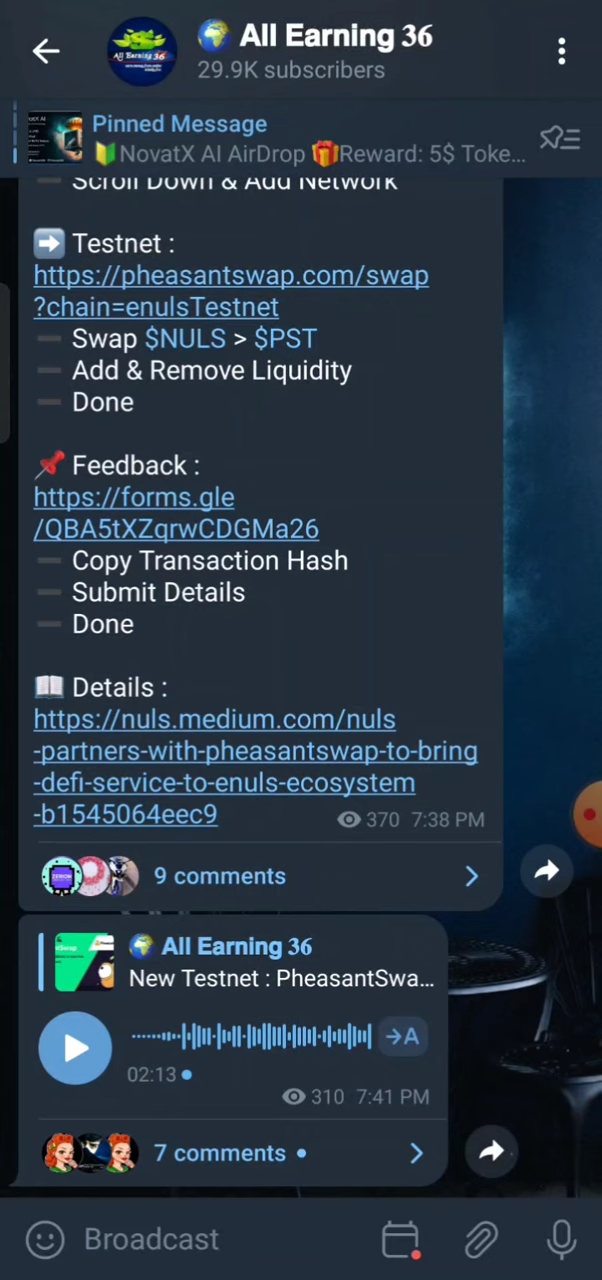 🌍 All Earning 36
29.9K subscribers
All Earning 36
Pinned Message
🔰NovatX AI AirDrop 🎁Reward: 5$ Toke...
➖ Scroll Down & Add Network
➡️ Testnet :
https://pheasantswap.com/swap
?chain=enulsTestnet
➖ Swap $NULS > $PST
➖ Add & Remove Liquidity
➖ Done
📌 Feedback :
https://forms.gle
/QBA5tXZqrwCDGMa26
➖ Copy Transaction Hash
➖ Submit Details
➖ Done
📖 Details :
https://nuls.medium.com/nuls
-partners-with-pheasantswap-to-bring
-defi-service-to-enuls-ecosystem
-b1545064eec9
370 7:38 PM
9 comments
🌍 All Earning 36
New Testnet : PheasantSwa...
→A
02:13
310 7:41 PM
7 comments
Broadcast